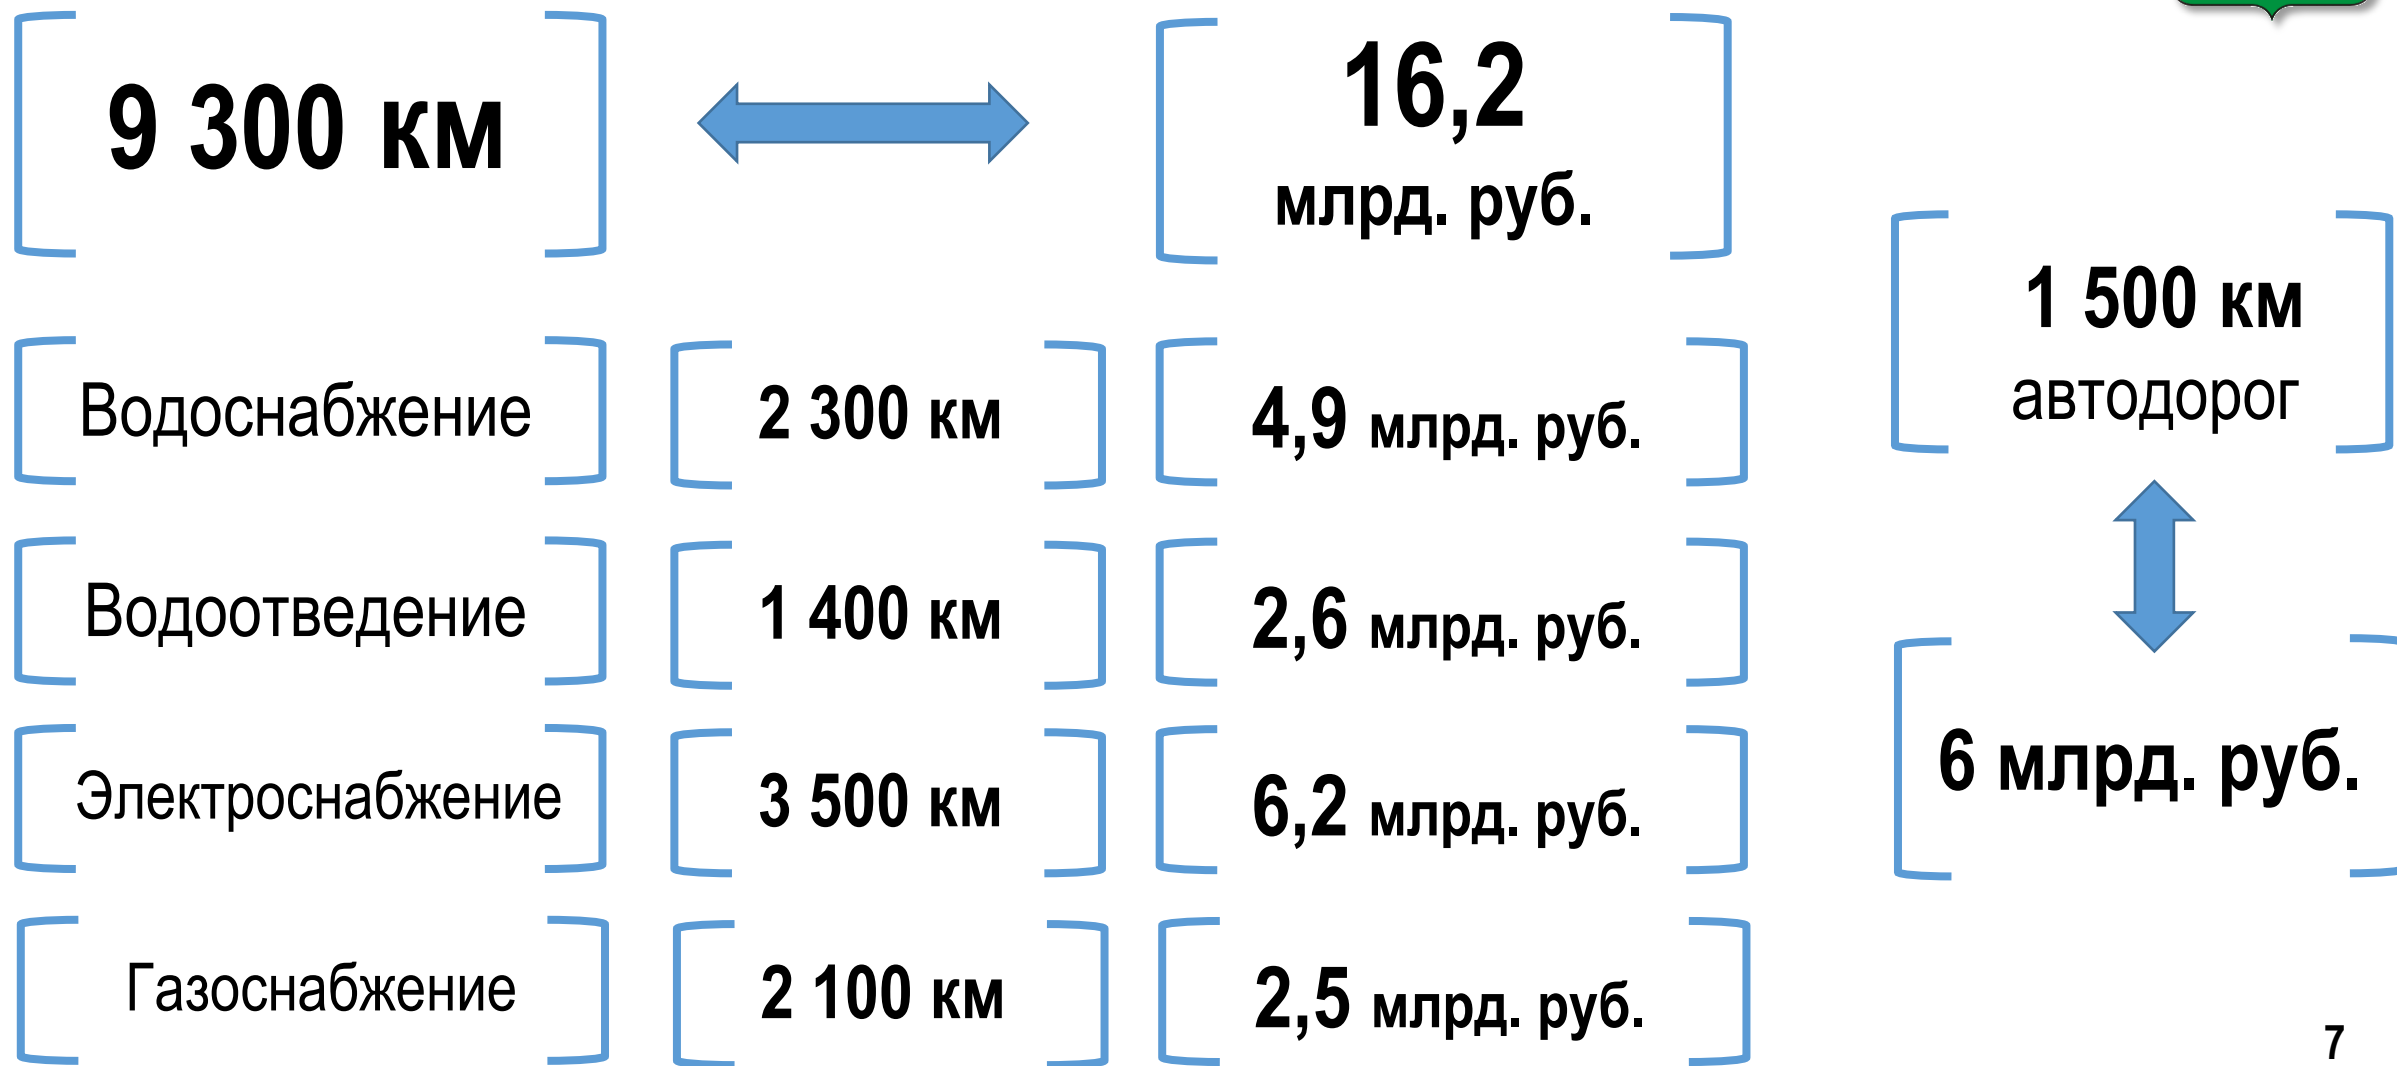 9 300 км
16,2
млрд. руб.
1 500 км
автодорог
Водоснабжение
2 300 км
4,9 млрд. руб.
Водоотведение
1 400 км
2,6 млрд. руб.
Электроснабжение
3 500 км
6,2 млрд. руб.
6 млрд. руб.
Газоснабжение
2 100 км
2,5 млрд. руб.
7